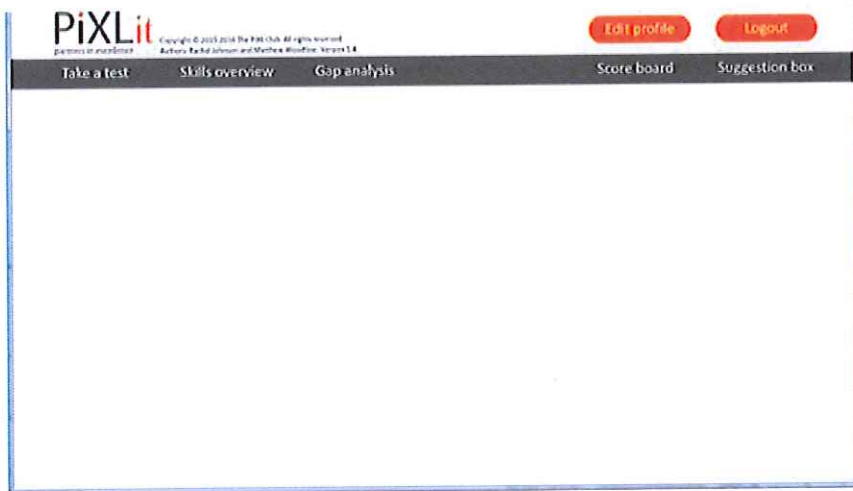 PiXLit
partners in excellence
Copyright © 2015-2016 The PiXL Club. All rights reserved.
Authors: Rachel Johnson and Matthew Woodfine. Version 1.4
Edit profile
Logout
Take a test
Skills overview
Gap analysis
Score board
Suggestion box